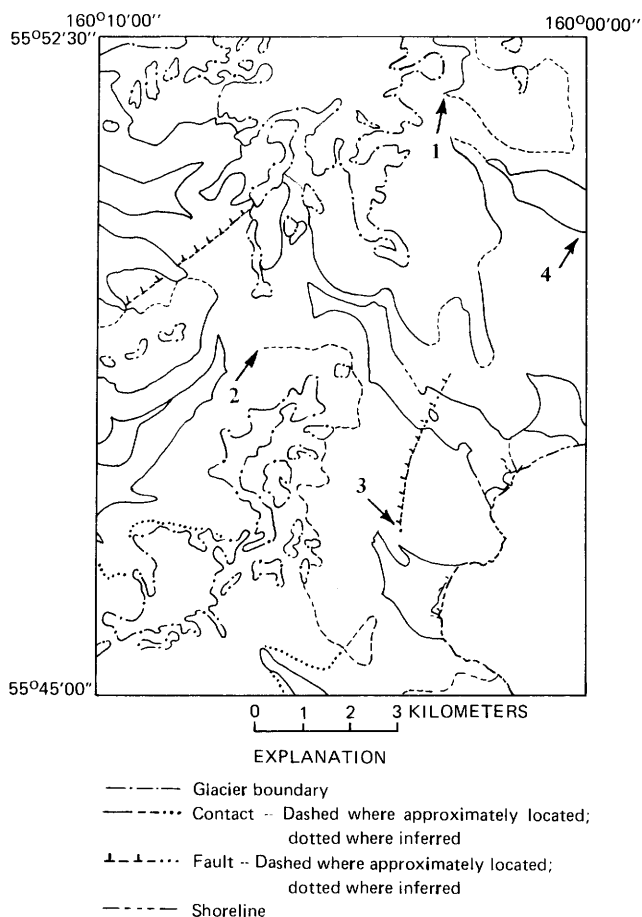 160°10'00" 160°00'00"
55°52'30"
1
4
2
3
55°45'00"
0 1 2 3 KILOMETERS
EXPLANATION
Glacier boundary
Contact -- Dashed where approximately located;
dotted where inferred
Fault -- Dashed where approximately located;
dotted where inferred
Shoreline